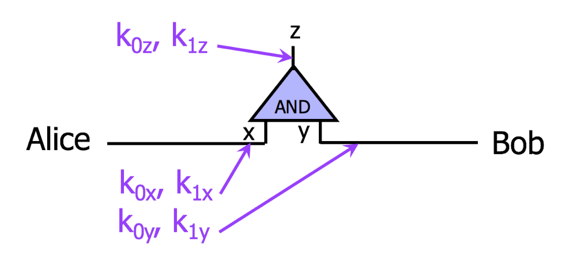 z
k0z, k1z
AND
Alice
x
y
Bob
k0x, k1x
k0y, k1y